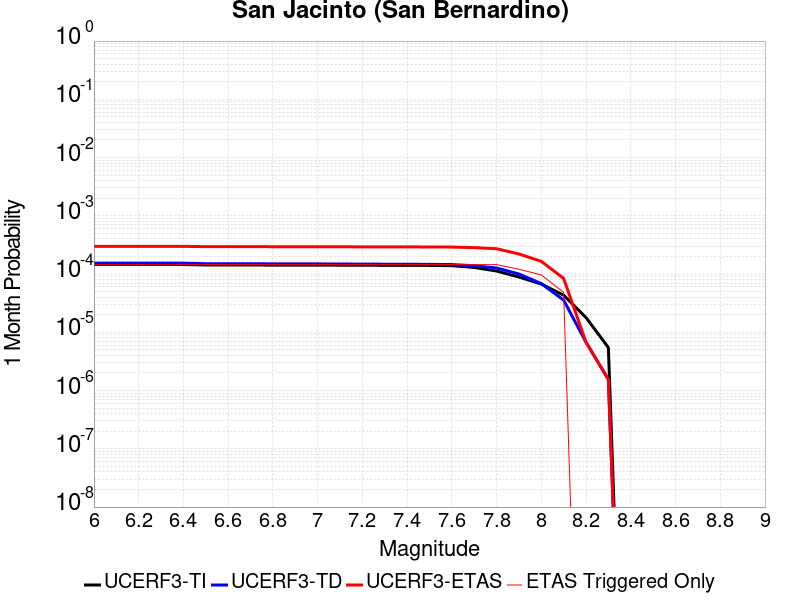 San Jacinto (San Bernardino)
10 0
10 -1
10 -2
10 -3
10 -4
10 -5
10 -6
10 -7
10 -8
1 Month Probability
6 6.2 6.4 6.6 6.8 7 7.2 7.4 7.6 7.8 8 8.2 8.4 8.6 8.8 9
Magnitude
UCERF3-TI UCERF3-TD UCERF3-ETAS ETAS Triggered Only